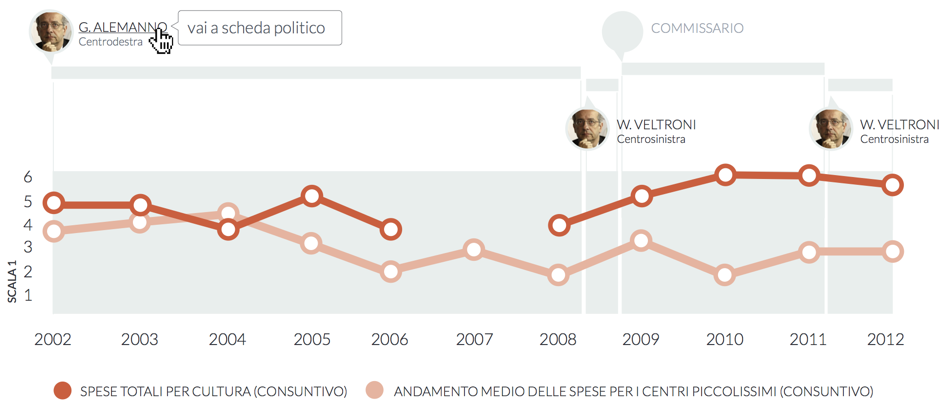 G. ALEMANNO
Centrodestra
vai a scheda politico
COMMISSARIO
W. VELTRONI
Centrosinistra
W. VELTRONI
Centrosinistra
6
5
4
3
2
1
SCALA 1
2002 2003 2004 2005 2006 2007 2008 2009 2010 2011 2012
SPESE TOTALI PER CULTURA (CONSUNTIVO) ANDAMENTO MEDIO DELLE SPESE PER I CENTRI PICCOLISSIMI (CONSUNTIVO)